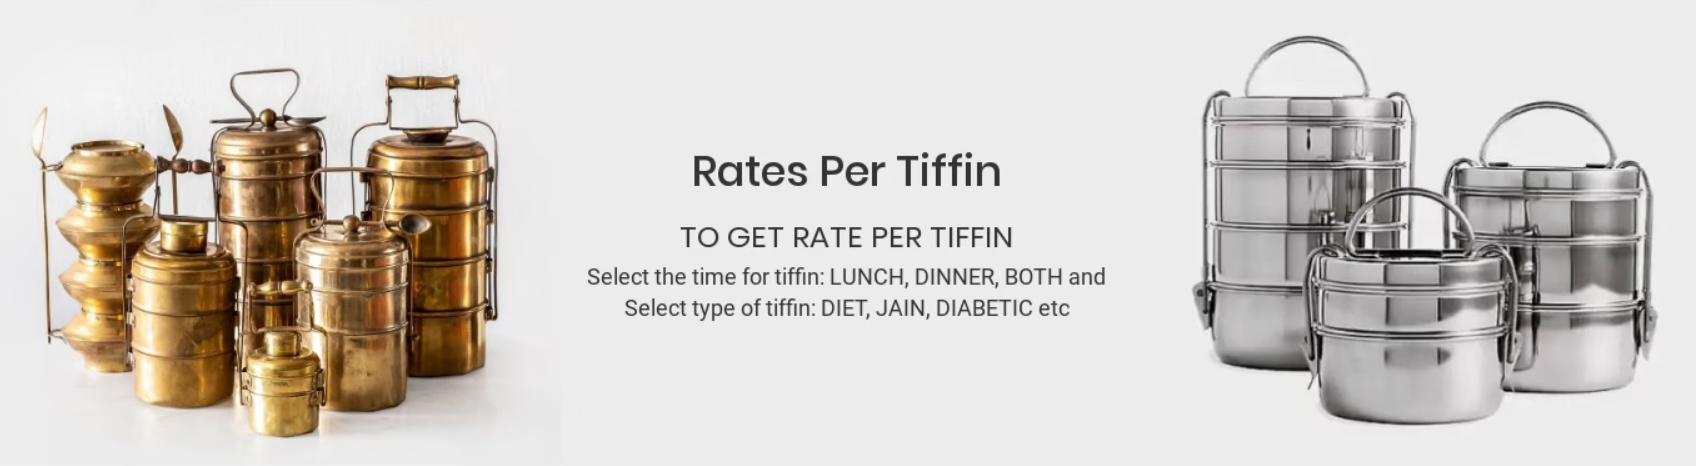 Rates Per Tiffin
TO GET RATE PER TIFFIN
Select the time for tiffin: LUNCH, DINNER, BOTH and
Select type of tiffin: DIET, JAIN, DIABETIC etc